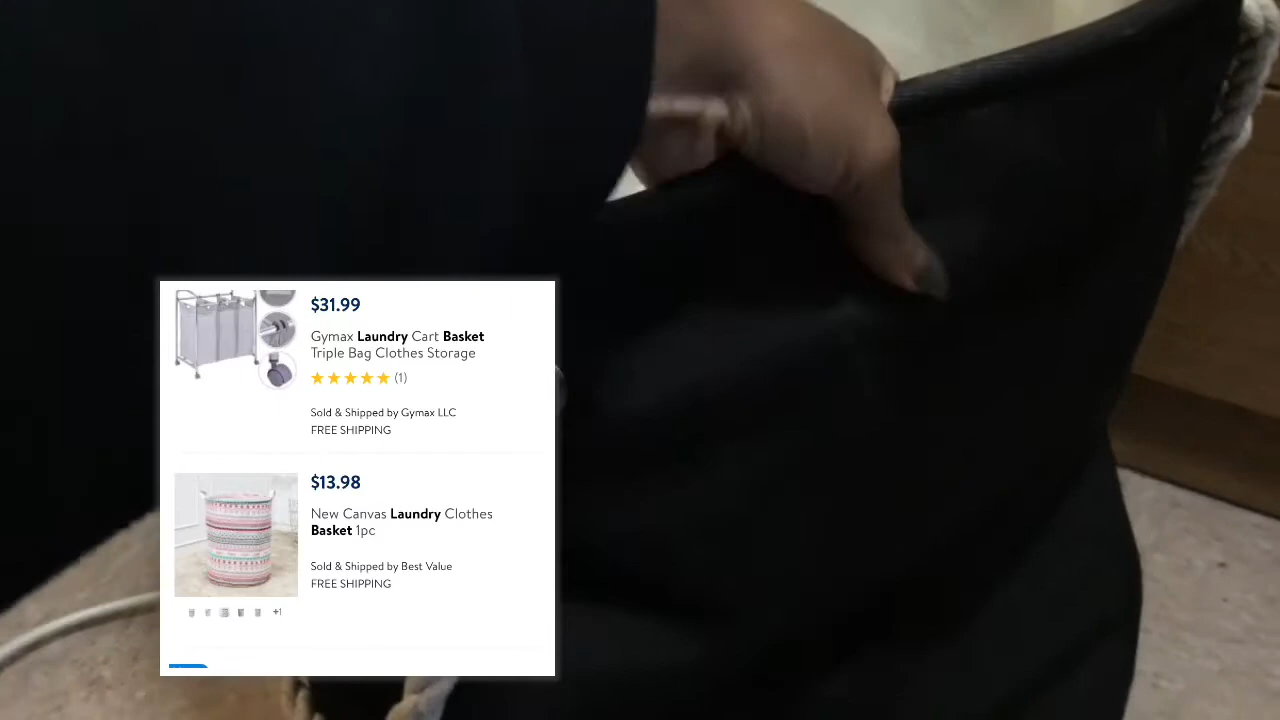 $31.99
Gymax Laundry Cart Basket
Triple Bag Clothes Storage
(1)
Sold & Shipped by Gymax LLC
FREE SHIPPING
$13.98
New Canvas Laundry Clothes
Basket 1pc
Sold & Shipped by Best Value
FREE SHIPPING
+1